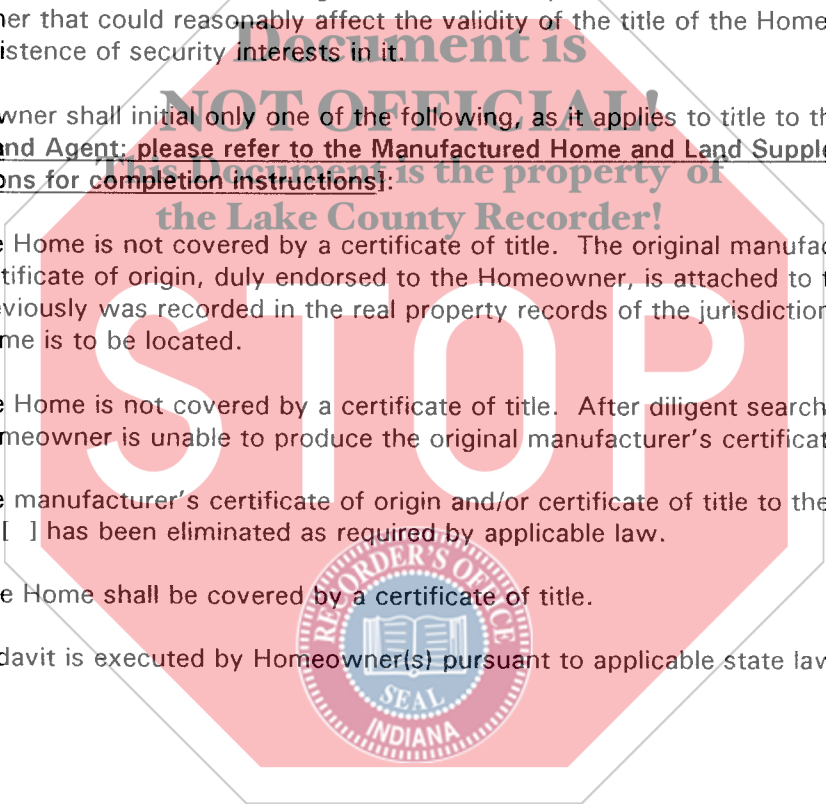 ner that could reasonably affect the validity of the title of the Home
Document is
istence of security interests in it.
NOT OFFICIAL!
wner shall initial only one of the following, as it applies to title to th
nd Agent: please refer to the Manufactured Home and Land Supple
This Document is the property of
ons for completion instructions]:
the Lake County Recorder!
e Home is not covered by a certificate of title. The original manufac
tificate of origin, duly endorsed to the Homeowner, is attached to t
viously was recorded in the real property records of the jurisdiction
me is to be located.
STOP
e Home is not covered by a certificate of title. After diligent search
meowner is unable to produce the original manufacturer's certificat
e manufacturer's certificate of origin and/or certificate of title to the
[ ] has been eliminated as required by applicable law.
e Home shall be covered by a certificate of title.
RECORDER'S OFFICE
davit is executed by Homeowner(s) pursuant to applicable state law
SEAL
INDIANA